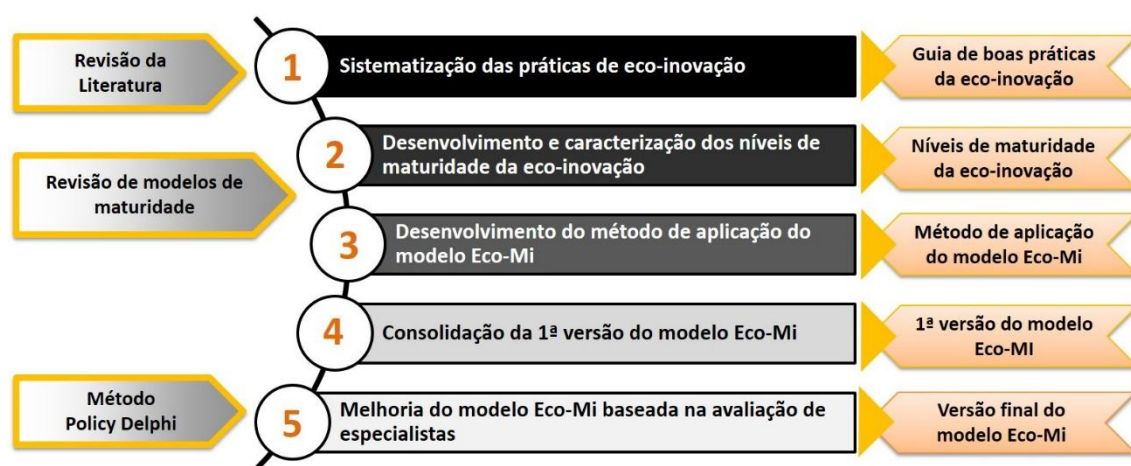 Revisão da
Literatura
1
Sistematização das práticas de eco-inovação
Guia de boas práticas
da eco-inovação
Revisão de modelos de
maturidade
2
Desenvolvimento e caracterização dos níveis de
maturidade da eco-inovação
Níveis de maturidade
da eco-inovação
3
Desenvolvimento do método de aplicação do
modelo Eco-Mi
Método de aplicação
do modelo Eco-Mi
4
Consolidação da 1ª versão do modelo Eco-Mi
1ª versão do modelo
Eco-MI
Método
Policy Delphi
5
Melhoria do modelo Eco-Mi baseada na avaliação de
especialistas
Versão final do
modelo Eco-Mi